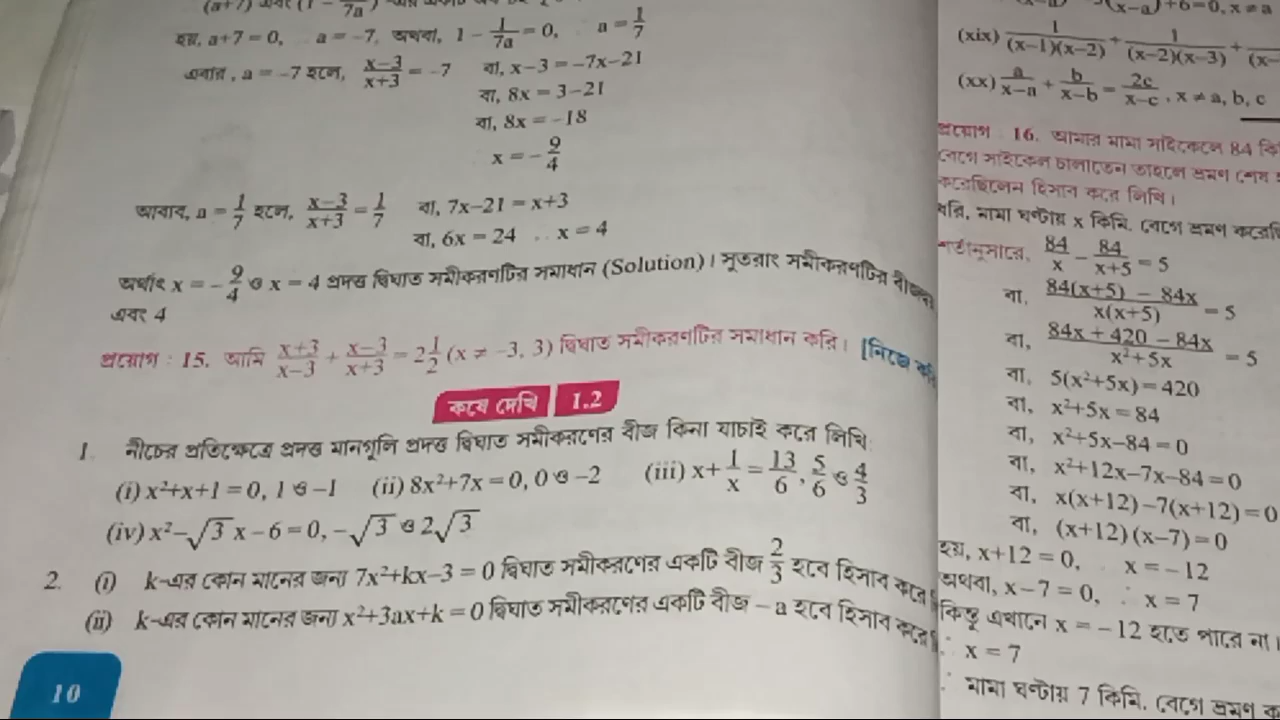 হয়, a+7 = 0, ∴ a = −7, অথবা, 1 − 1/7a = 0, ∴ a = 1/7
এবার, a = −7 হলে, x−3/x+3 = −7 বা, x−3 = −7x−21
বা, 8x = 3−21
বা, 8x = −18
x = − 9/4
আবার, a = 1/7 হলে, x−3/x+3 = 1/7 বা, 7x−21 = x+3
বা, 6x = 24 ∴ x = 4
অর্থাৎ x = − 9/4 ও x = 4 প্রদত্ত দ্বিঘাত সমীকরণটির সমাধান (Solution)। সুতরাং সমীকরণটির
এবং 4
প্রয়োগ : 15. আমি x+3/x−3 + x−3/x+3 = 2 1/2 (x ≠ −3, 3) দ্বিঘাত সমীকরণটির সমাধান করি। [নিজে
কষে দেখি 1.2
1. নীচের প্রতিক্ষেত্রে প্রদত্ত মানগুলি প্রদত্ত দ্বিঘাত সমীকরণের বীজ কিনা যাচাই করে লিখি
(i) x²+x+1 = 0, 1 ও −1 (ii) 8x²+7x = 0, 0 ও −2 (iii) x + 1/x = 13/6, 5/6 ও 4/3
(iv) x²−√3 x−6 = 0, −√3 ও 2√3
2. (i) k-এর কোন মানের জন্য 7x²+kx−3 = 0 দ্বিঘাত সমীকরণের একটি বীজ 2/3 হবে হিসাব করে
(ii) k-এর কোন মানের জন্য x²+3ax+k = 0 দ্বিঘাত সমীকরণের একটি বীজ −a হবে হিসাব করে
10
+6 = 0, x ≠ a
(xix) 1/(x−1)(x−2) + 1/(x−2)(x−3) +
(xx) a/x−a + b/x−b = 2c/x−c, x ≠ a, b, c
প্রয়োগ : 16. আমার মামা সাইকেলে 84
বেগে সাইকেল চালাতেন তাহলে ভ্রমণ শেষ
করেছিলেন হিসাব করে লিখি।
ধরি, মামা ঘণ্টায় x কিমি. বেগে ভ্রমণ
শর্তানুসারে, 84/x − 84/x+5 = 5
বা, 84(x+5) − 84x/x(x+5) = 5
বা, 84x + 420 − 84x/x²+5x = 5
বা, 5(x²+5x) = 420
বা, x²+5x = 84
বা, x²+5x−84 = 0
বা, x²+12x−7x−84 = 0
বা, x(x+12)−7(x+12) = 0
বা, (x+12) (x−7) = 0
হয়, x+12 = 0, ∴ x = −12
অথবা, x−7 = 0, ∴ x = 7
কিন্তু এখানে x = −12 হতে পারে না।
∴ x = 7
∴ মামা ঘণ্টায় 7 কিমি. বেগে ভ্রমণ